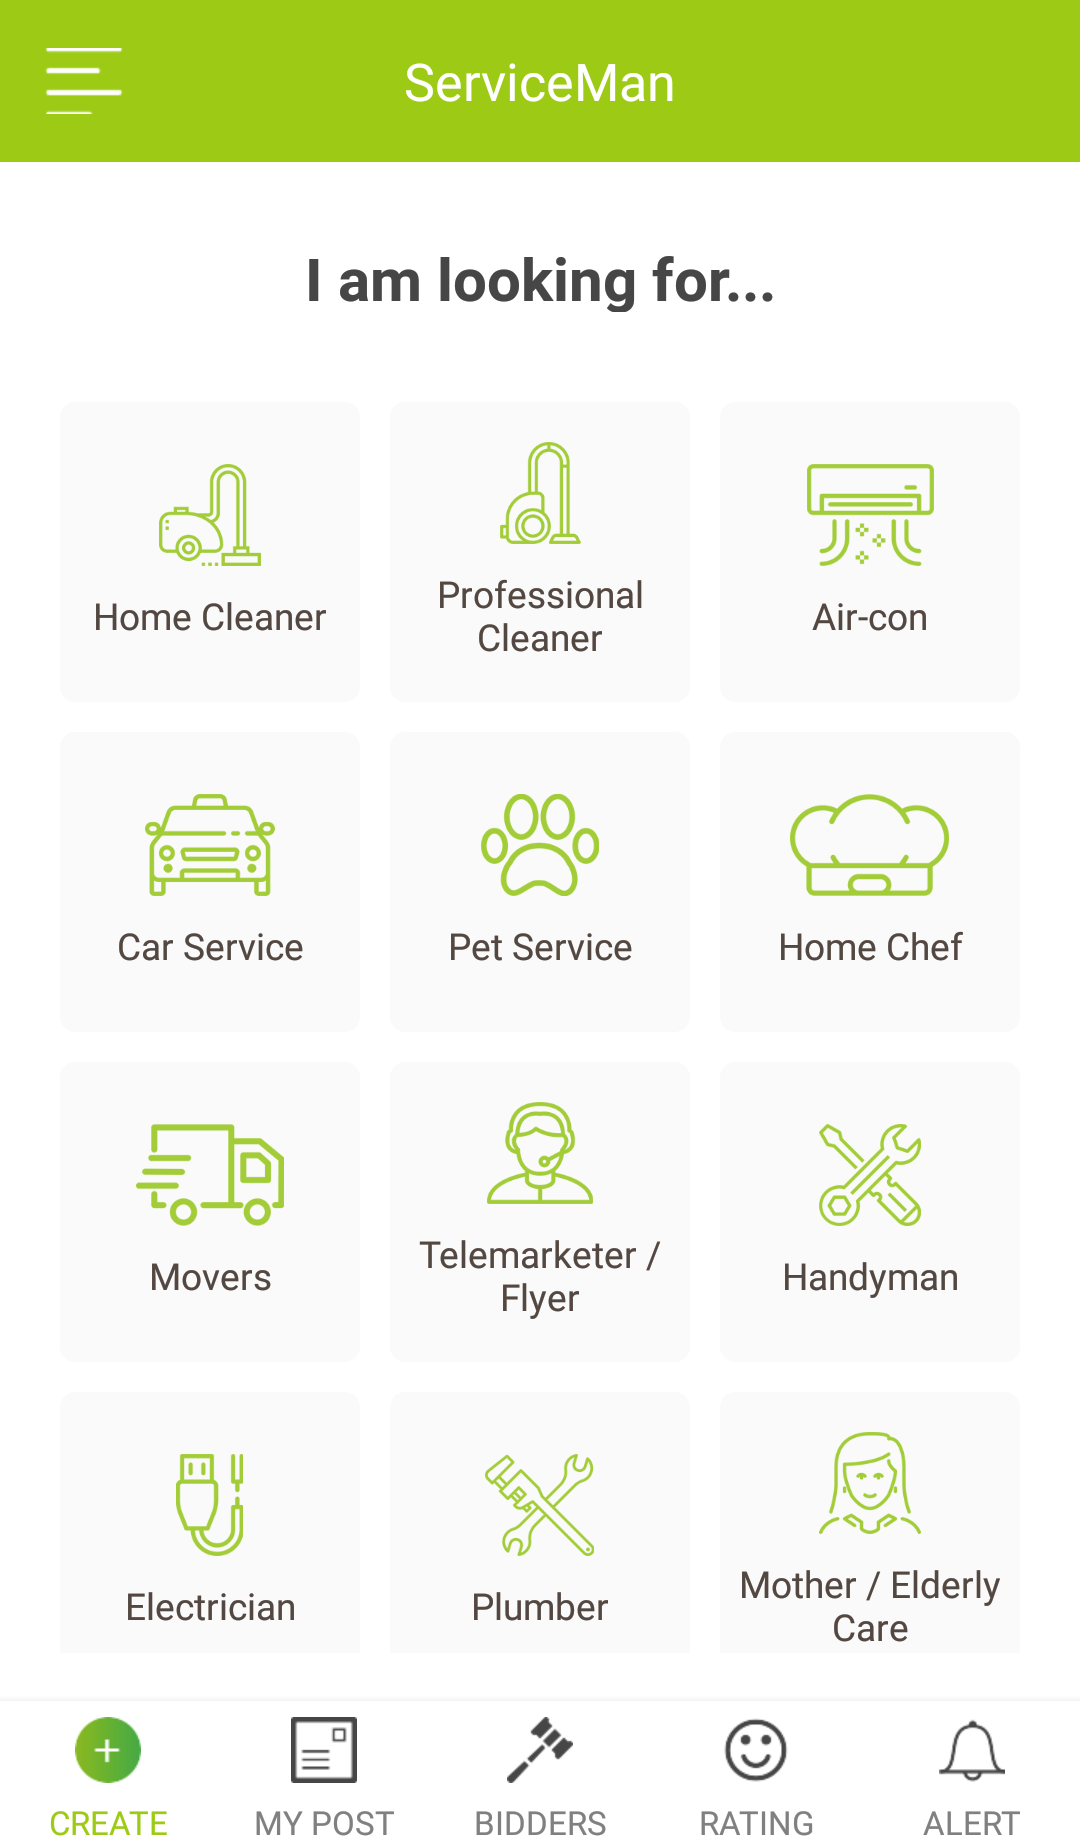 ServiceMan
I am looking for...
Home Cleaner
Professional
Cleaner
Air-con
Car Service
Pet Service
Home Chef
Movers
Telemarketer /
Flyer
Handyman
Electrician
Plumber
Mother / Elderly
Care
CREATE
MY POST
BIDDERS
RATING
ALERT